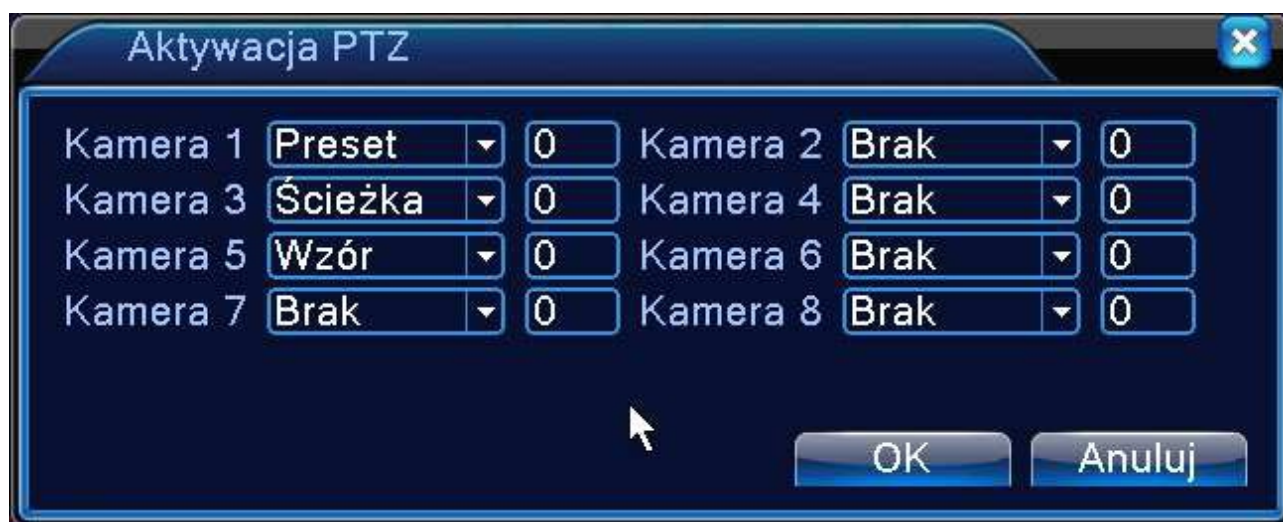 Aktywacja PTZ
Kamera 1 Preset 0 Kamera 2 Brak 0
Kamera 3 Ścieżka 0 Kamera 4 Brak 0
Kamera 5 Wzór 0 Kamera 6 Brak 0
Kamera 7 Brak 0 Kamera 8 Brak 0
OK Anuluj